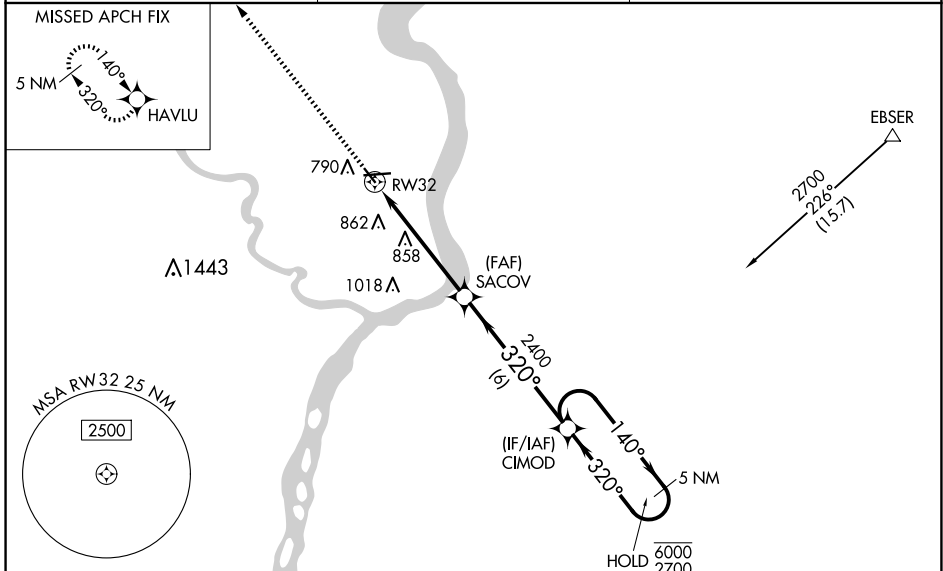 MISSED APCH FIX
5 NM
140°
320°
HAVLU
EBSER
2700
226°
(15.7)
790
RW32
862
858
1443
1018
(FAF)
SACOV
2400
320°
(6)
MSA RW32 25 NM
2500
(IF/IAF)
CIMOD
140°
320°
5 NM
HOLD
6000
2700